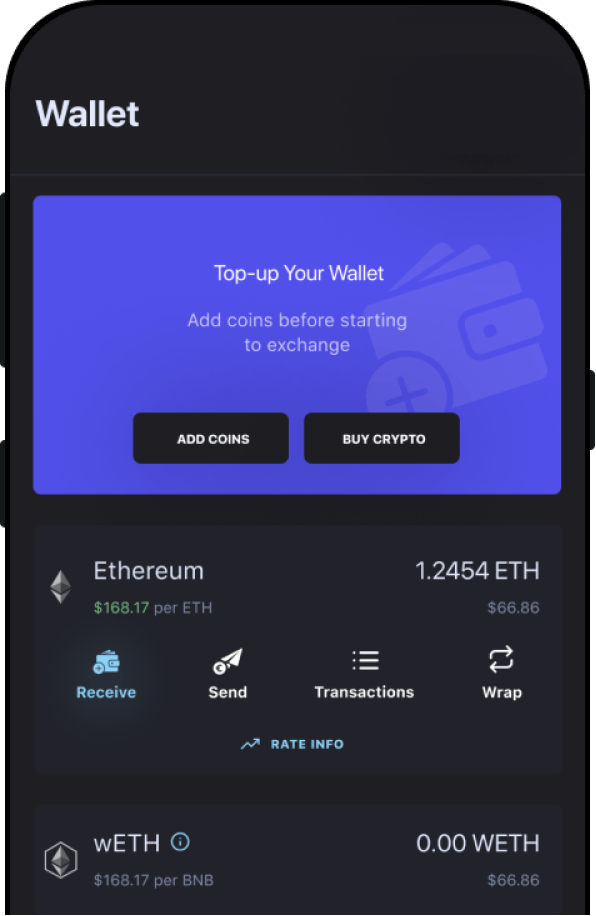 Wallet
Top-up Your Wallet
Add coins before starting
to exchange
ADD COINS
BUY CRYPTO
Ethereum
1.2454 ETH
$168.17 per ETH
$66.86
Receive
Send
Transactions
Wrap
RATE INFO
wETH
0.00 WETH
$168.17 per BNB
$66.86